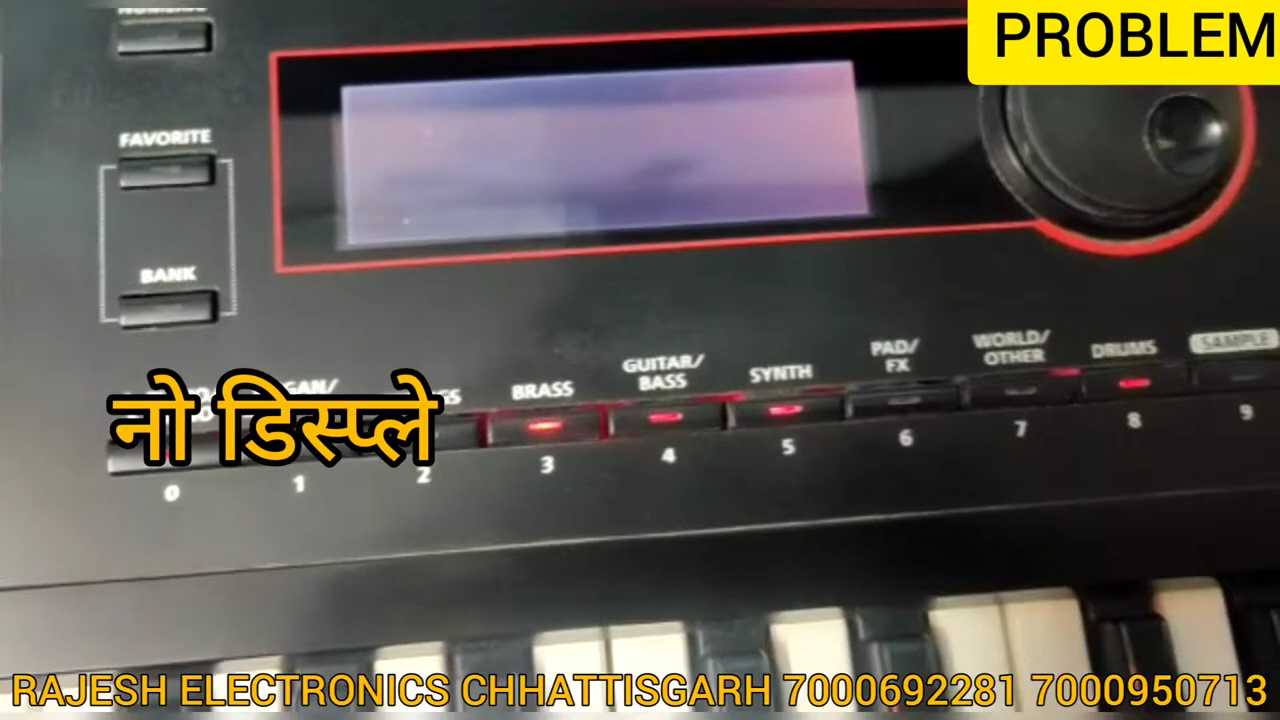 PROBLEM
FAVORITE
BANK
BRASS
GUITAR/
BASS
SYNTH
PAD/
FX
WORLD/
OTHER
DRUMS
SAMPLE
नो डिस्प्ले
0 1 2 3 4 5 6 7 8 9
RAJESH ELECTRONICS CHHATTISGARH 7000692281 7000950713